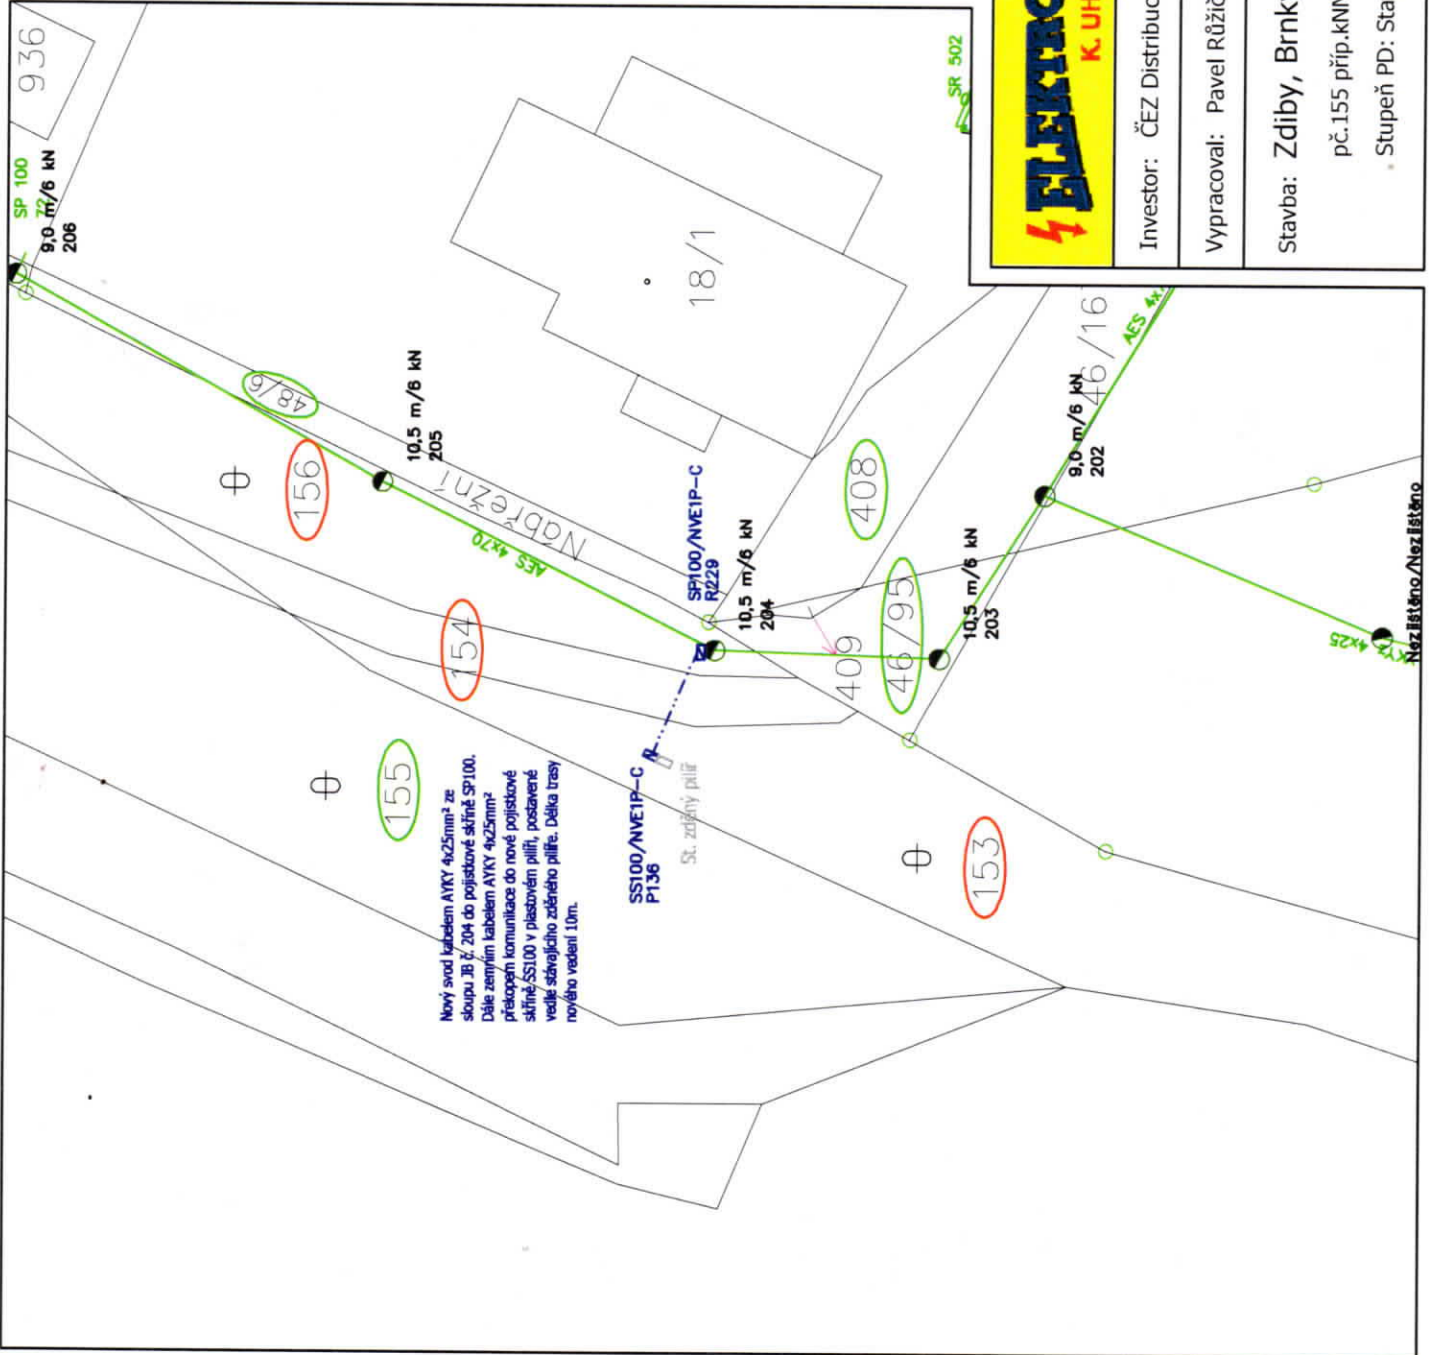 936
SP 100
72
9,0 m/6 kN
206
48/6
156
10,5 m/6 kN
205
Nábřežní
AES 4x70
18/1
SR 502
154
SP100/NVE1P-C
R229
10,5 m/6 kN
204
408
409
46/95
10,5 m/6 kN
203
9,0 m/6 kN
202
46/16
AES 4x
4x25
Nezjištěno/Nezjištěno
155
Nový svod kabelem AYKY 4x25mm² ze
sloupu JB č. 204 do pojistkové skříně SP100.
Dále zemním kabelem AYKY 4x25mm²
překopem komunikace do nové pojistkové
skříně SS100 v plastovém pilíři, postavené
vedle stávajícího zděného pilíře. Délka trasy
nového vedení 10m.
SS100/NVE1P-C
P136
St. zděný pilíř
153
ELEKTRO
K. UH
Investor: ČEZ Distribuc
Vypracoval: Pavel Růžič
Stavba: Zdiby, Brnk
pč.155 příp.kNN
Stupeň PD: Sta